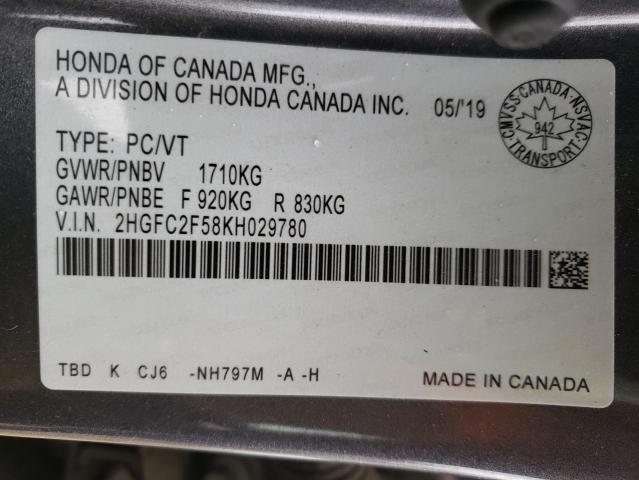 HONDA OF CANADA MFG.,
A DIVISION OF HONDA CANADA INC. 05/'19
CMVSS-CANADA-NSVAC
942
TRANSPORT
TYPE: PC/VT
GVWR/PNBV 1710KG
GAWR/PNBE F 920KG R 830KG
V.I.N. 2HGFC2F58KH029780
TBD K CJ6 -NH797M -A -H
MADE IN CANADA